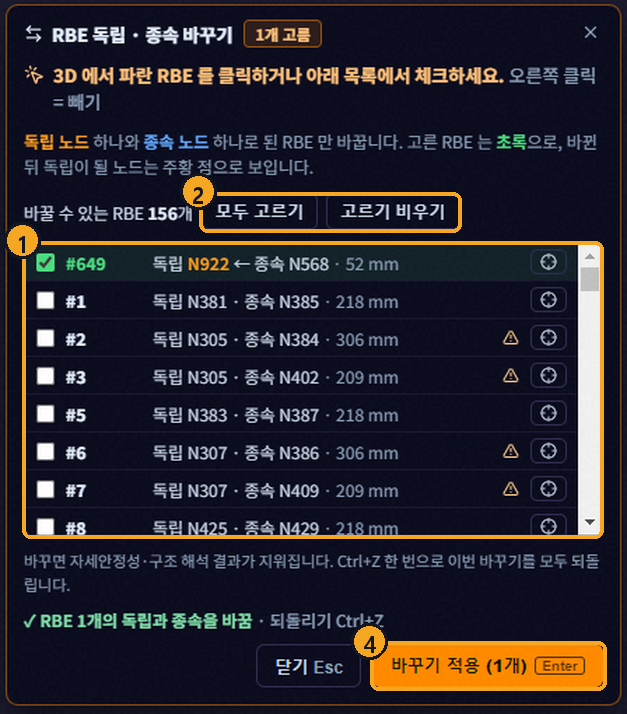 RBE 독립 · 종속 바꾸기 1개 고름
3D 에서 파란 RBE 를 클릭하거나 아래 목록에서 체크하세요. 오른쪽 클릭
= 빼기
독립 노드 하나와 종속 노드 하나로 된 RBE 만 바꿉니다. 고른 RBE 는 초록으로, 바뀐
뒤 독립이 될 노드는 주황 점으로 보입니다.
2
바꿀 수 있는 RBE 156개 모두 고르기 고르기 비우기
1
#649 독립 N922 ← 종속 N568 · 52 mm
#1 독립 N381 · 종속 N385 · 218 mm
#2 독립 N305 · 종속 N384 · 306 mm
#3 독립 N305 · 종속 N402 · 209 mm
#5 독립 N383 · 종속 N387 · 218 mm
#6 독립 N307 · 종속 N386 · 306 mm
#7 독립 N307 · 종속 N409 · 209 mm
#8 독립 N425 · 종속 N429 · 218 mm
바꾸면 자세안정성·구조 해석 결과가 지워집니다. Ctrl+Z 한 번으로 이번 바꾸기를 모두 되돌
립니다.
✓ RBE 1개의 독립과 종속을 바꿈 · 되돌리기 Ctrl+Z
4
닫기 Esc 바꾸기 적용 (1개) Enter